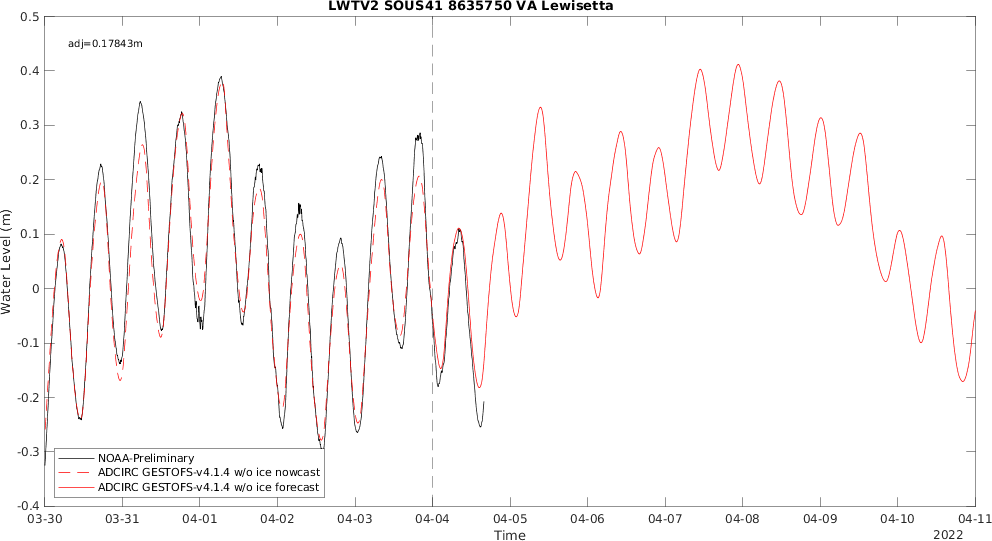 LWTV2 SOUS41 8635750 VA Lewisetta
adj=0.17843m
0.5
0.4
0.3
0.2
0.1
0
-0.1
-0.2
-0.3
-0.4
Water Level (m)
NOAA-Preliminary
ADCIRC GESTOFS-v4.1.4 w/o ice nowcast
ADCIRC GESTOFS-v4.1.4 w/o ice forecast
03-30 03-31 04-01 04-02 04-03 04-04 04-05 04-06 04-07 04-08 04-09 04-10 04-11
Time
2022